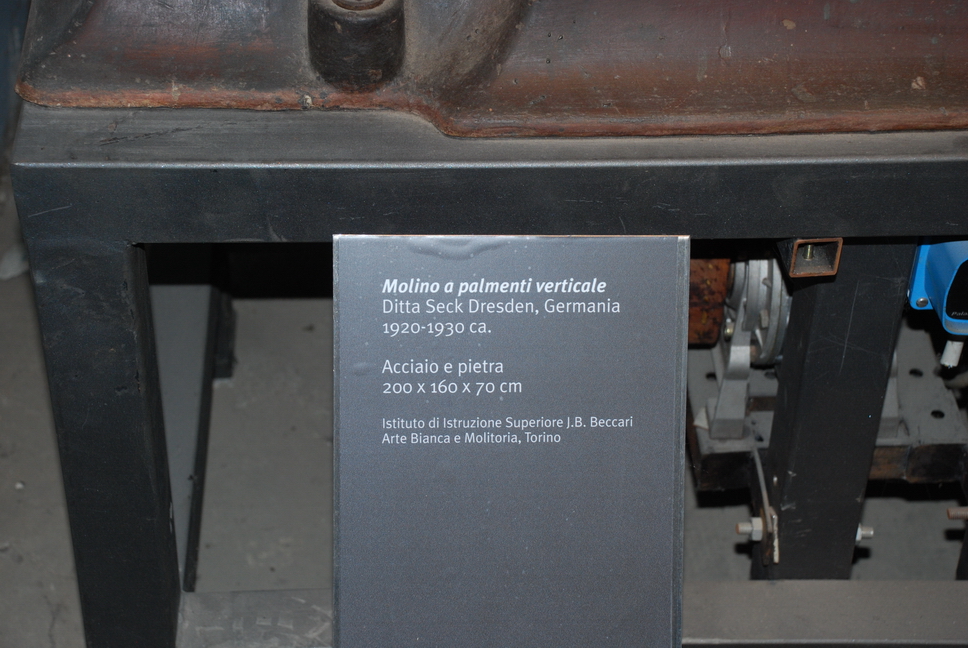 Molino a palmenti verticale
Ditta Seck Dresden, Germania
1920-1930 ca.
Acciaio e pietra
200 x 160 x 70 cm
Istituto di Istruzione Superiore J.B. Beccari
Arte Bianca e Molitoria, Torino